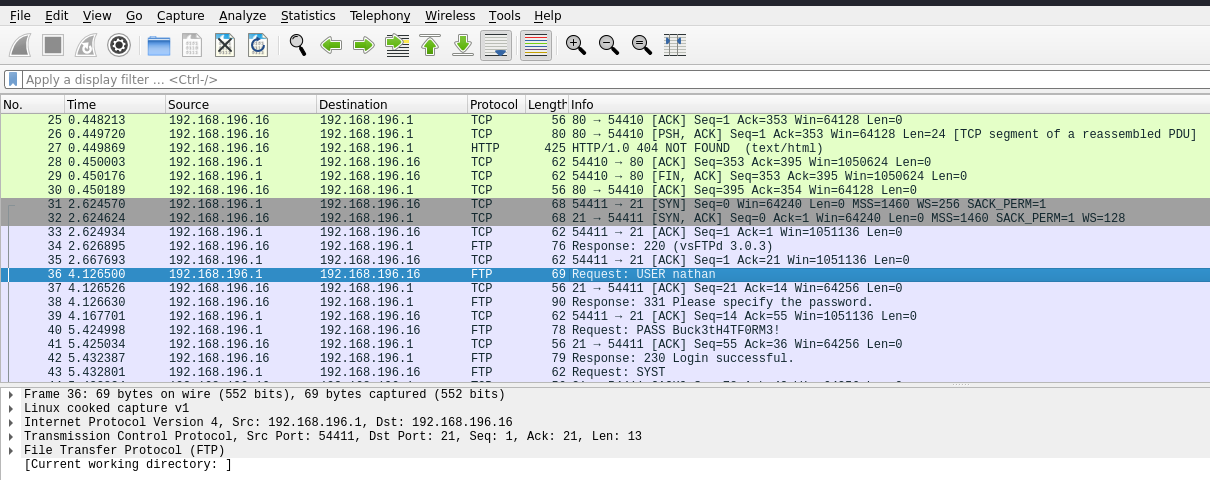 File Edit View Go Capture Analyze Statistics Telephony Wireless Tools Help
Apply a display filter ... <Ctrl-/>
No. Time Source Destination Protocol Length Info
25 0.448213 192.168.196.16 192.168.196.1 TCP 56 80 → 54410 [ACK] Seq=1 Ack=353 Win=64128 Len=0
26 0.449720 192.168.196.16 192.168.196.1 TCP 80 80 → 54410 [PSH, ACK] Seq=1 Ack=353 Win=64128 Len=24 [TCP segment of a reassembled PDU]
27 0.449869 192.168.196.16 192.168.196.1 HTTP 425 HTTP/1.0 404 NOT FOUND (text/html)
28 0.450003 192.168.196.1 192.168.196.16 TCP 62 54410 → 80 [ACK] Seq=353 Ack=395 Win=1050624 Len=0
29 0.450176 192.168.196.1 192.168.196.16 TCP 62 54410 → 80 [FIN, ACK] Seq=353 Ack=395 Win=1050624 Len=0
30 0.450189 192.168.196.16 192.168.196.1 TCP 56 80 → 54410 [ACK] Seq=395 Ack=354 Win=64128 Len=0
31 2.624570 192.168.196.1 192.168.196.16 TCP 68 54411 → 21 [SYN] Seq=0 Win=64240 Len=0 MSS=1460 WS=256 SACK_PERM=1
32 2.624624 192.168.196.16 192.168.196.1 TCP 68 21 → 54411 [SYN, ACK] Seq=0 Ack=1 Win=64240 Len=0 MSS=1460 SACK_PERM=1 WS=128
33 2.624934 192.168.196.1 192.168.196.16 TCP 62 54411 → 21 [ACK] Seq=1 Ack=1 Win=1051136 Len=0
34 2.626895 192.168.196.16 192.168.196.1 FTP 76 Response: 220 (vsFTPd 3.0.3)
35 2.667693 192.168.196.1 192.168.196.16 TCP 62 54411 → 21 [ACK] Seq=1 Ack=21 Win=1051136 Len=0
36 4.126500 192.168.196.1 192.168.196.16 FTP 69 Request: USER nathan
37 4.126526 192.168.196.16 192.168.196.1 TCP 56 21 → 54411 [ACK] Seq=21 Ack=14 Win=64256 Len=0
38 4.126630 192.168.196.16 192.168.196.1 FTP 90 Response: 331 Please specify the password.
39 4.167701 192.168.196.1 192.168.196.16 TCP 62 54411 → 21 [ACK] Seq=14 Ack=55 Win=1051136 Len=0
40 5.424998 192.168.196.1 192.168.196.16 FTP 78 Request: PASS Buck3tH4TF0RM3!
41 5.425034 192.168.196.16 192.168.196.1 TCP 56 21 → 54411 [ACK] Seq=55 Ack=36 Win=64256 Len=0
42 5.432387 192.168.196.16 192.168.196.1 FTP 79 Response: 230 Login successful.
43 5.432801 192.168.196.1 192.168.196.16 FTP 62 Request: SYST
Frame 36: 69 bytes on wire (552 bits), 69 bytes captured (552 bits)
Linux cooked capture v1
Internet Protocol Version 4, Src: 192.168.196.1, Dst: 192.168.196.16
Transmission Control Protocol, Src Port: 54411, Dst Port: 21, Seq: 1, Ack: 21, Len: 13
File Transfer Protocol (FTP)
[Current working directory: ]